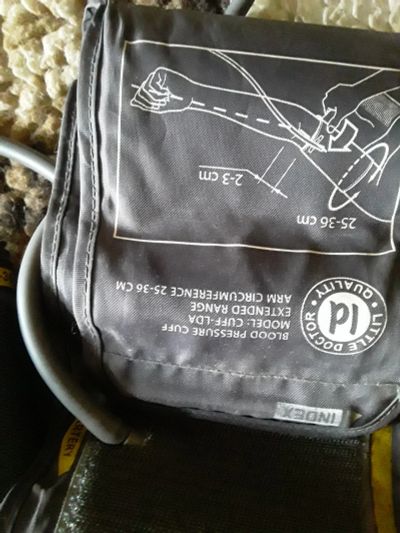 INDEX
BLOOD PRESSURE CUFF
MODEL: CUFF-LDA
EXTENDED RANGE
ARM CIRCUMFERENCE 25-36 CM
LITTLE DOCTOR • QUALITY •
ld
25-36 cm
2-3 cm